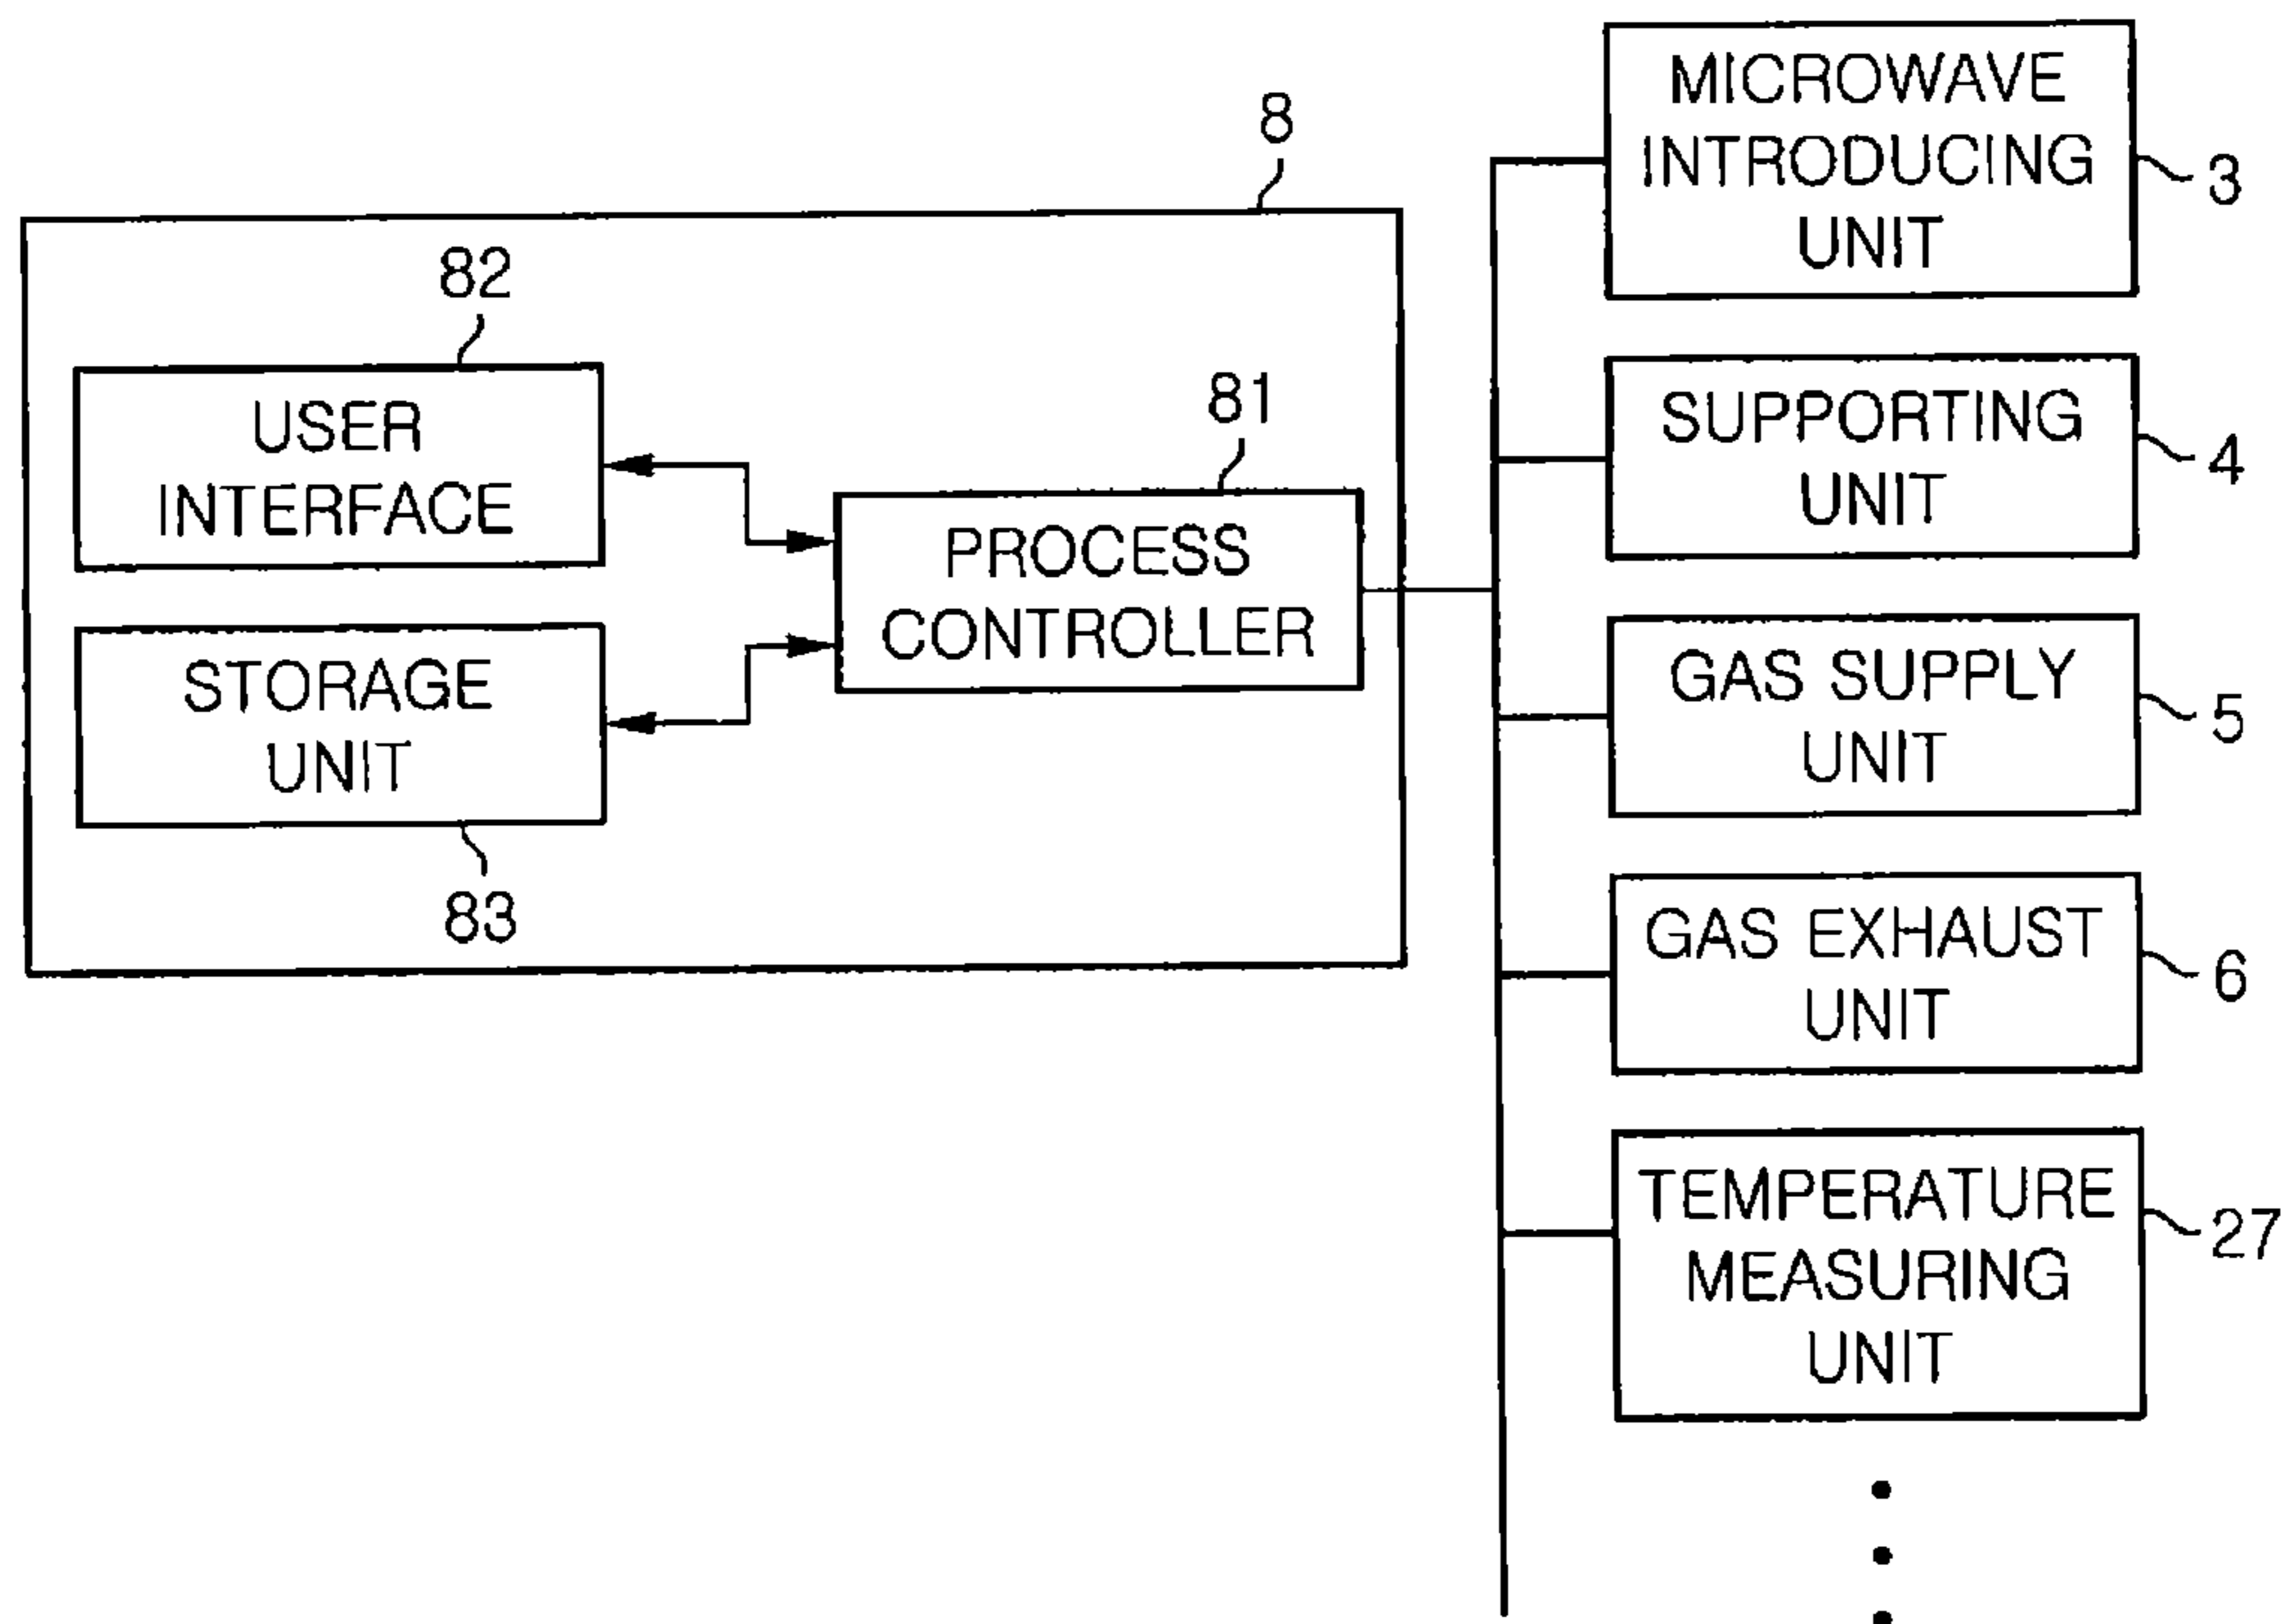 8
82
USER
INTERFACE
81
PROCESS
CONTROLLER
STORAGE
UNIT
83
MICROWAVE
INTRODUCING
UNIT
3
SUPPORTING
UNIT
4
GAS SUPPLY
UNIT
5
GAS EXHAUST
UNIT
6
TEMPERATURE
MEASURING
UNIT
27